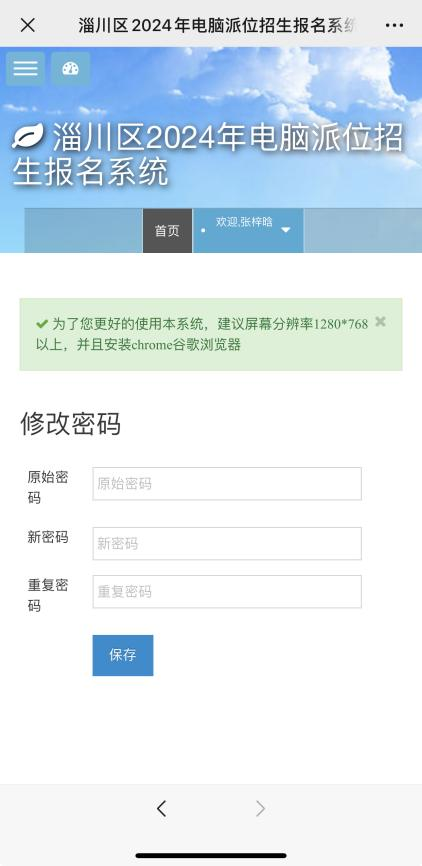 淄川区2024年电脑派位招生报名系统
淄川区2024年电脑派位招
生报名系统
首页
欢迎,张梓晗
为了您更好的使用本系统，建议屏幕分辨率1280*768
以上，并且安装chrome谷歌浏览器
修改密码
原始密
码
原始密码
新密码
新密码
重复密
码
重复密码
保存